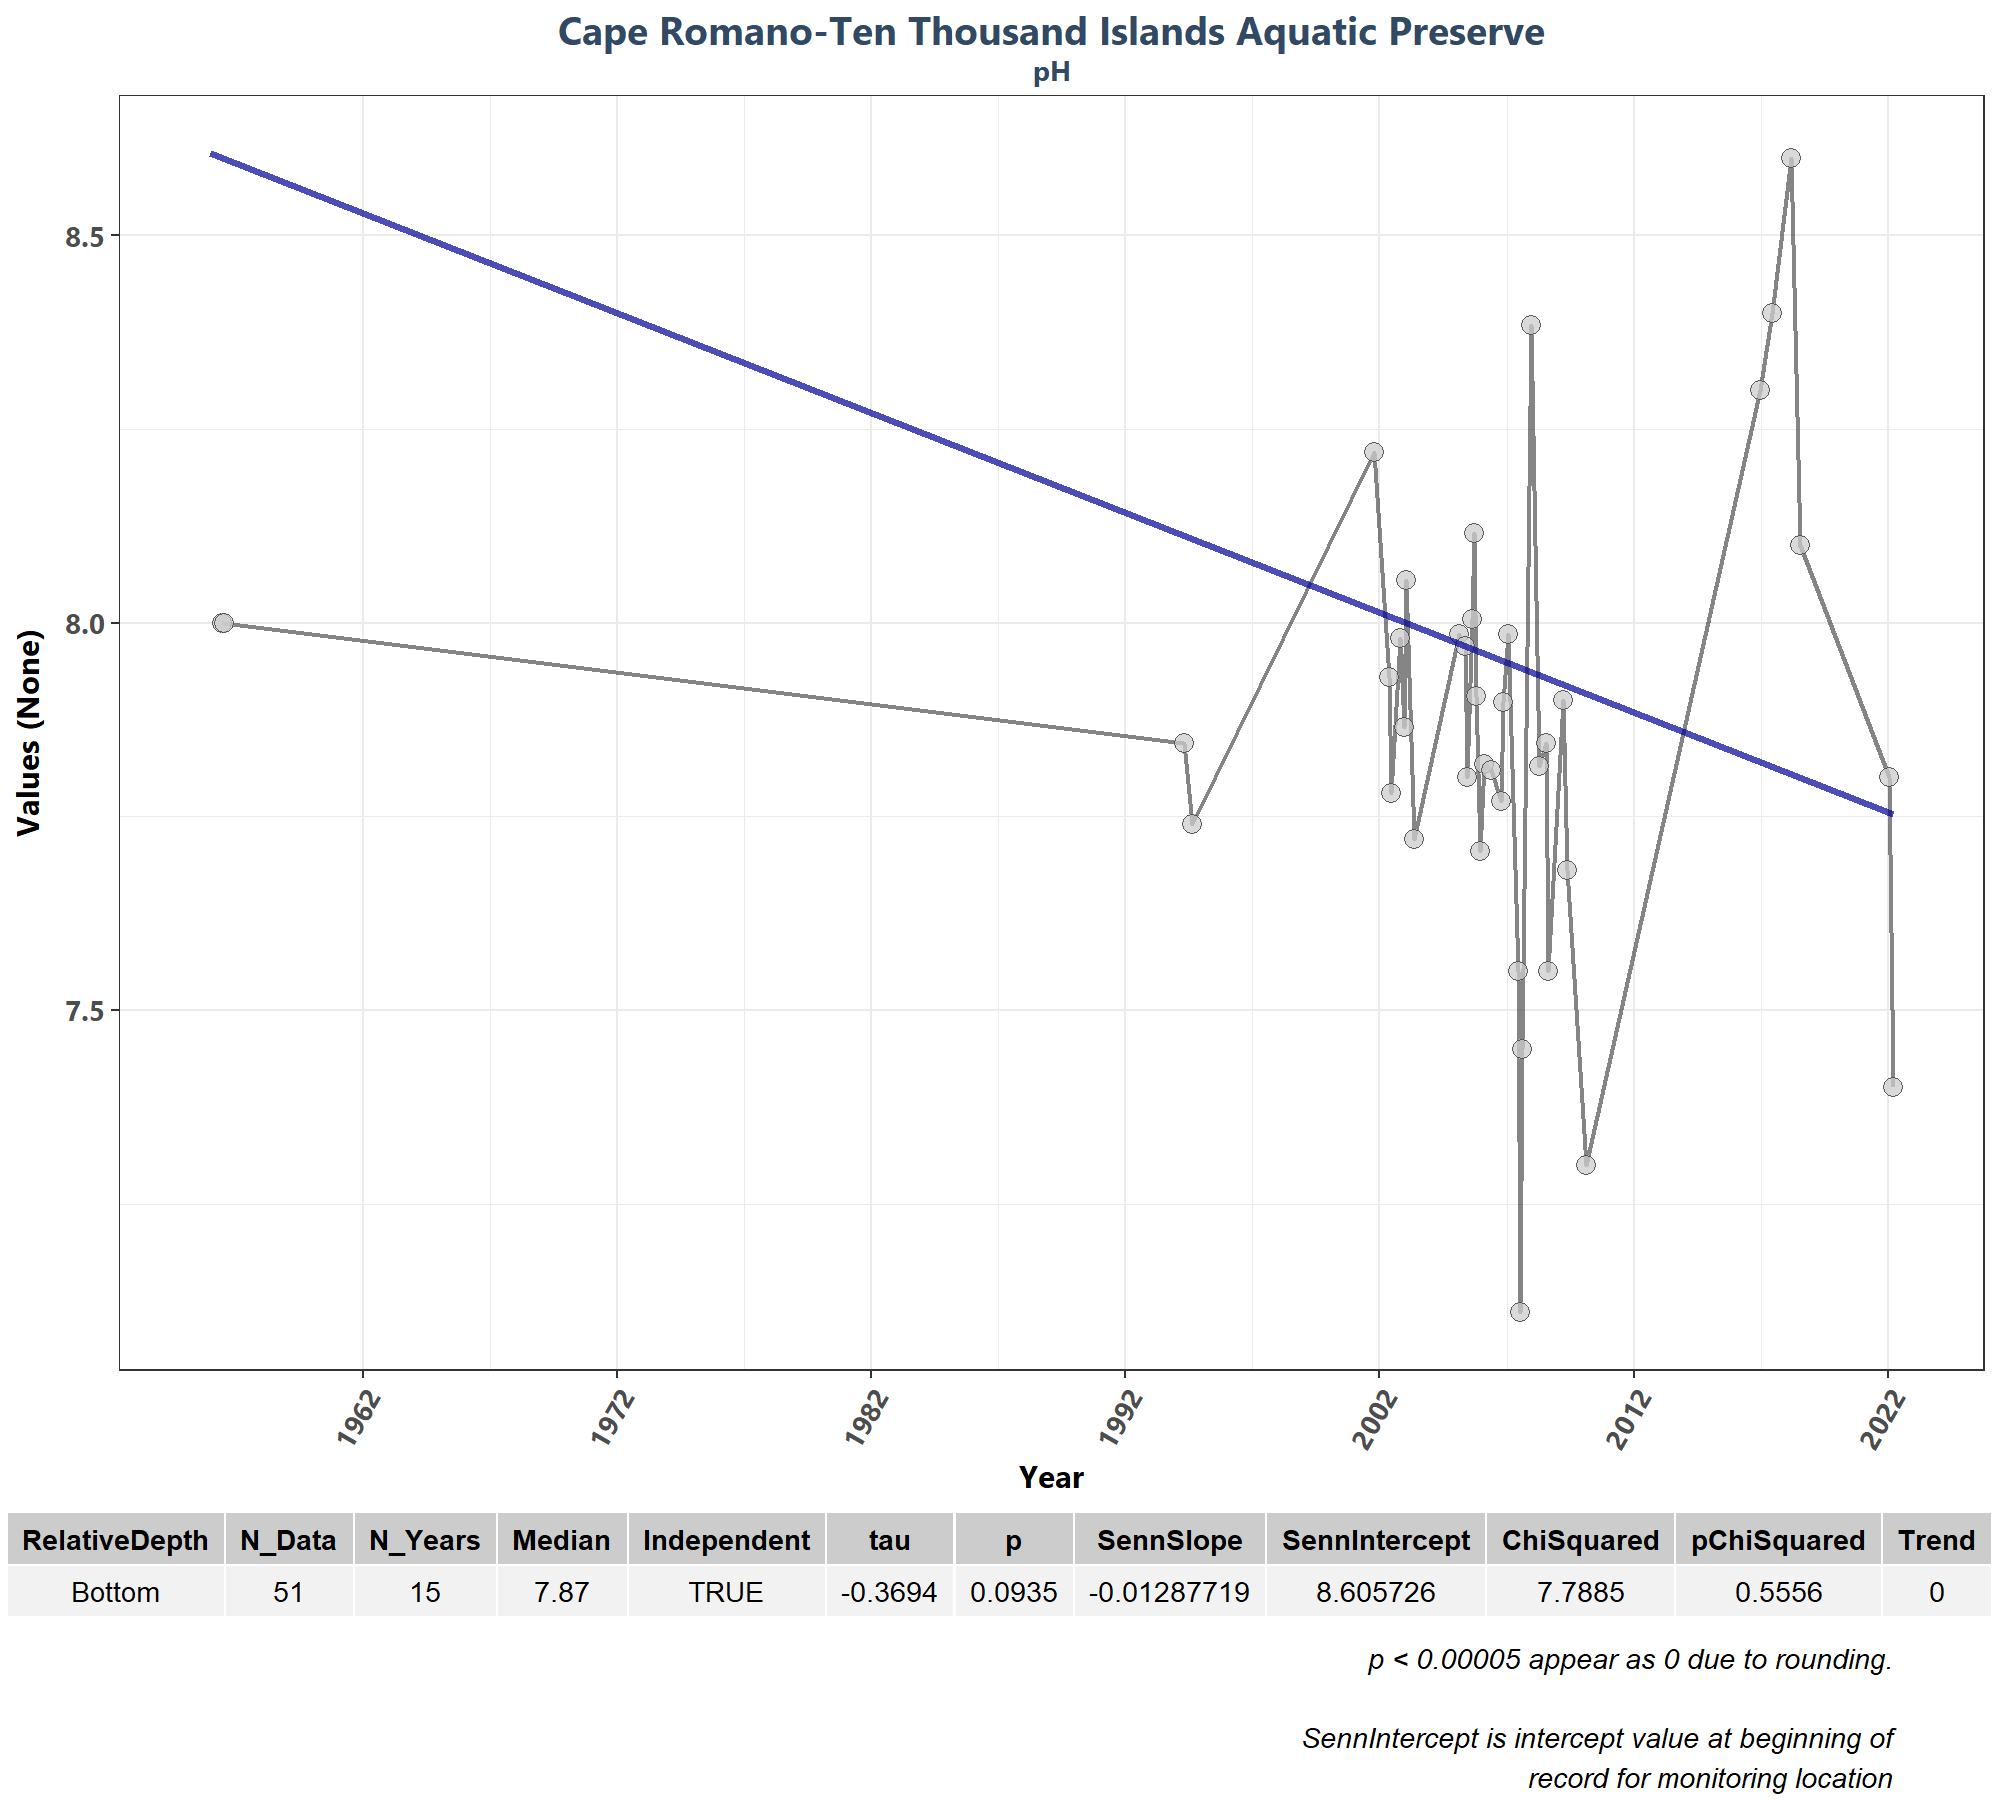 Cape Romano-Ten Thousand Islands Aquatic Preserve
pH
Values (None)
8.5
8.0
7.5
1962 1972 1982 1992 2002 2012 2022
Year
RelativeDepth N_Data N_Years Median Independent tau p SennSlope SennIntercept ChiSquared pChiSquared Trend
Bottom 51 15 7.87 TRUE -0.3694 0.0935 -0.01287719 8.605726 7.7885 0.5556 0
p < 0.00005 appear as 0 due to rounding.
SennIntercept is intercept value at beginning of
record for monitoring location